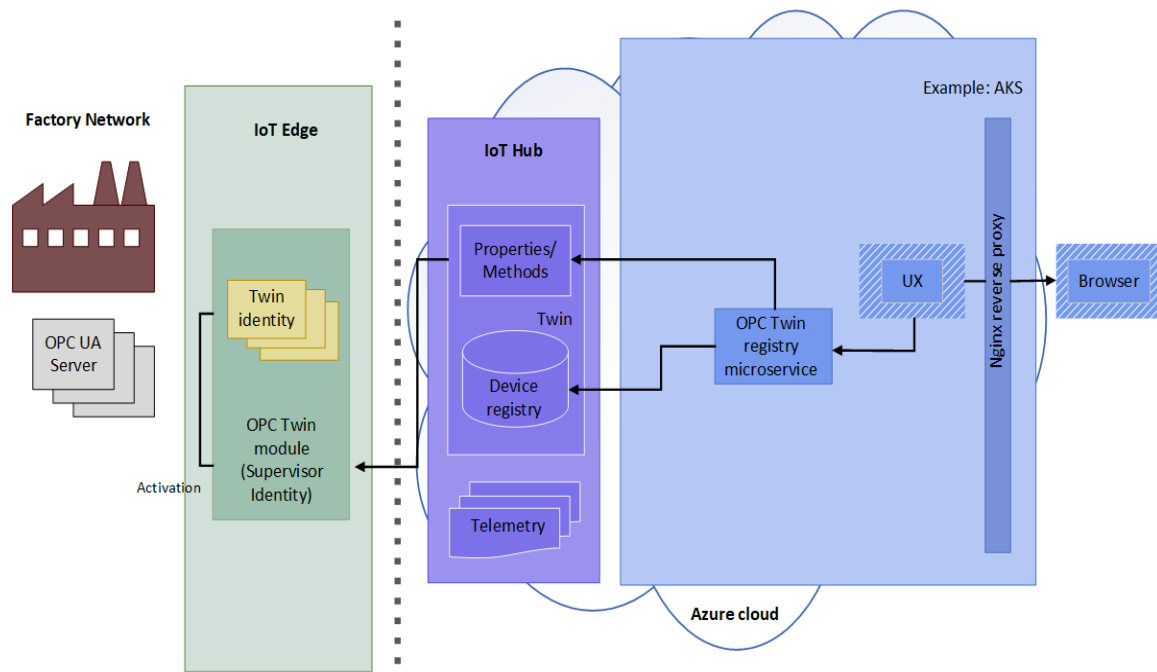 Factory Network
OPC UA
Server
IoT Edge
Twin
identity
OPC Twin
module
(Supervisor
Identity)
Activation
IoT Hub
Properties/
Methods
Twin
Device
registry
Telemetry
Example: AKS
OPC Twin
registry
microservice
UX
Nginx reverse proxy
Browser
Azure cloud